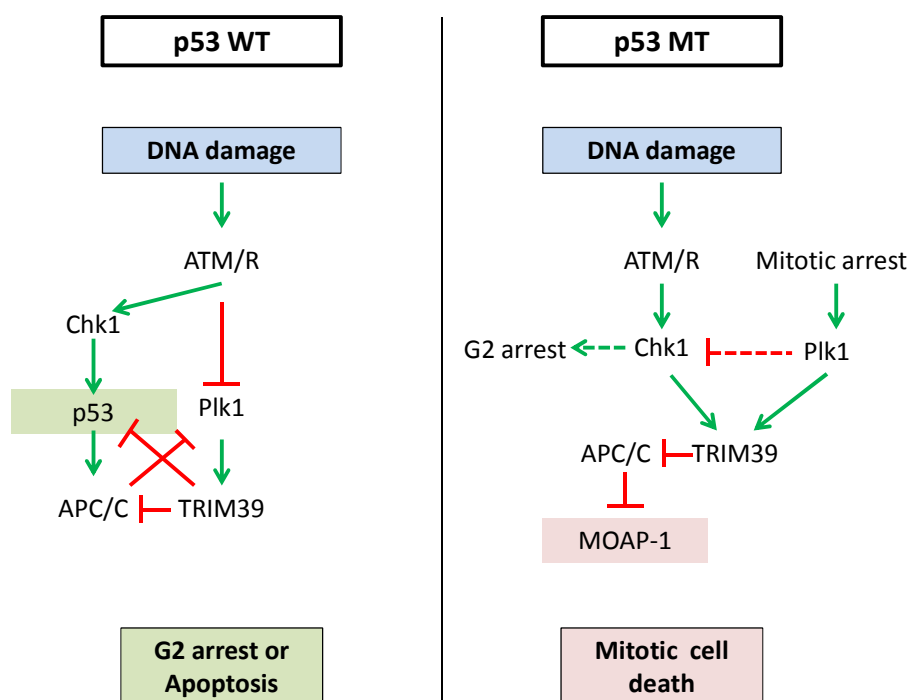 p53 WT
DNA damage
ATM/R
Chk1
p53
Plk1
APC/C
TRIM39
G2 arrest or
Apoptosis
p53 MT
DNA damage
ATM/R
Mitotic arrest
G2 arrest
Chk1
Plk1
APC/C
TRIM39
MOAP-1
Mitotic cell
death